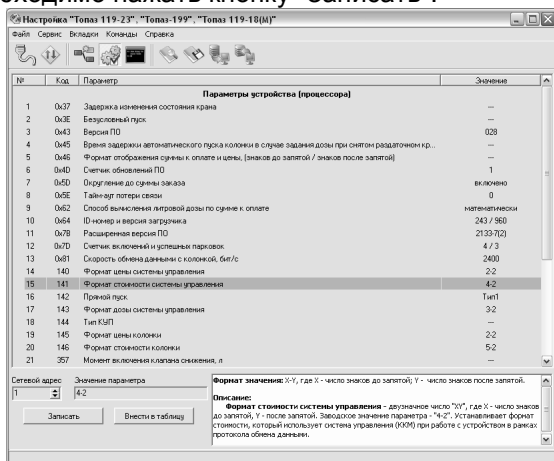 ходимо нажать кнопку "Записать".
Настройка "Топаз 119-23", "Топаз-199", "Топаз 119-18(М)"
Файл Сервис Вкладки Команды Справка
№ Код Параметр Значение
Параметры устройства (процессора)
1 0x37 Задержка изменения состояния крана —
2 0x3E Безусловный пуск —
3 0x43 Версия ПО 028
4 0x45 Время задержки автоматического пуска колонки в случае задания дозы при снятом раздаточном кр... —
5 0x46 Формат отображения суммы к оплате и цены, (знаков до запятой / знаков после запятой) —
6 0x4D Счетчик обновлений ПО 1
7 0x5D Округление до суммы заказа включено
8 0x5E Тайм-аут потери связи 0
9 0x62 Способ вычисления литровой дозы по сумме к оплате математически
10 0x64 ID-номер и версия загрузчика 243 / 960
11 0x7B Расширенная версия ПО 2133-7(2)
12 0x7D Счетчик включений и успешных парковок 4 / 3
13 0x81 Скорость обмена данными с колонкой, бит/с 2400
14 140 Формат цены системы управления 2-2
15 141 Формат стоимости системы управления 4-2
16 142 Прямой пуск Тип1
17 143 Формат дозы системы управления 3-2
18 144 Тип КУП —
19 145 Формат цены колонки 2-2
20 146 Формат стоимости колонки 5-2
21 357 Момент включения клапана снижения, л —
Сетевой адрес Значение параметра
1 4-2
Записать Внести в таблицу
Формат значения: X-Y, где X - число знаков до запятой; Y - число знаков после запятой.
Описание:
Формат стоимости системы управления - двузначное число "XY", где X - число знаков
до запятой, Y - после запятой. Заводское значение параметра - "4-2". Устанавливает формат
стоимости, который использует система управления (ККМ) при работе с устройством в рамках
протокола обмена данными.